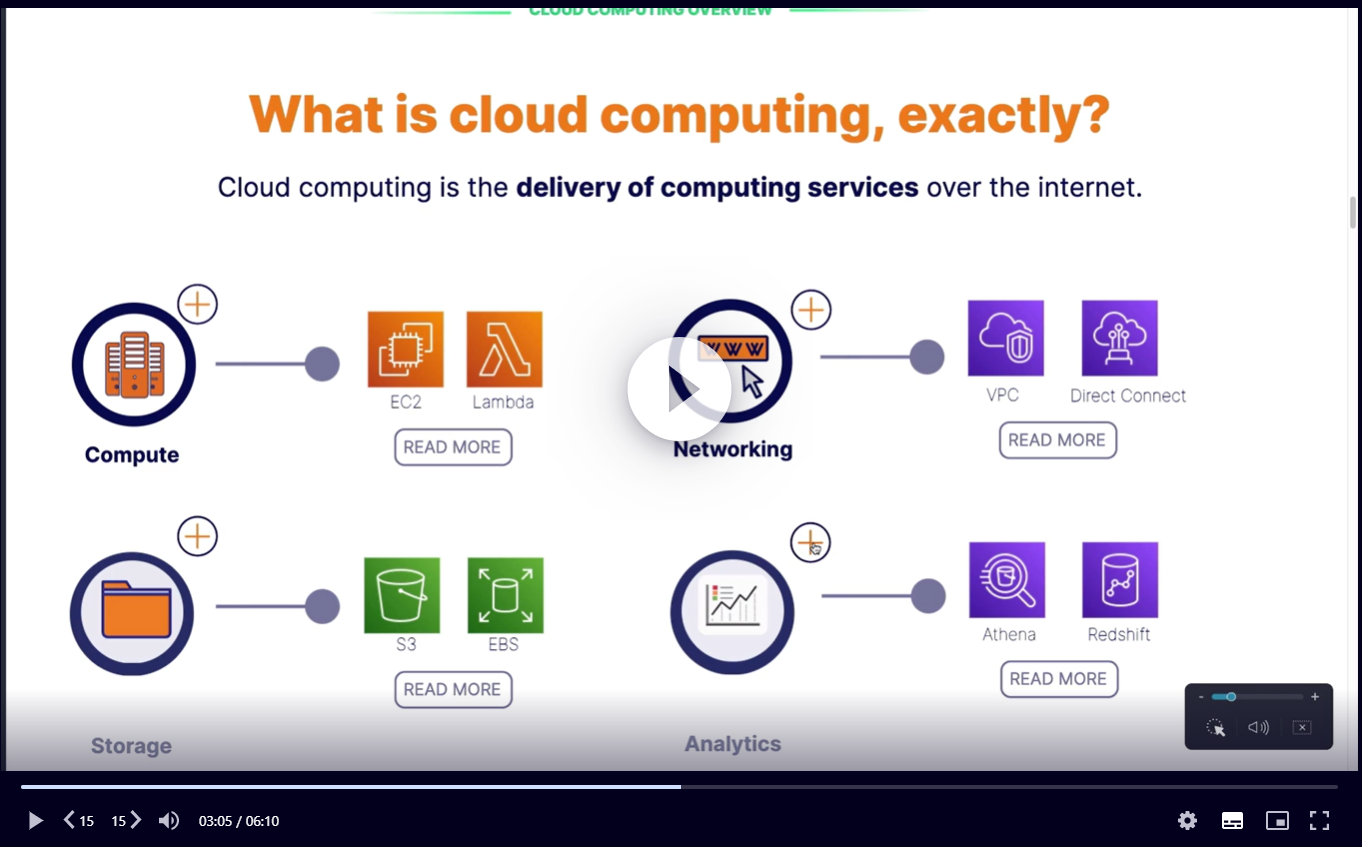 CLOUD COMPUTING OVERVIEW
What is cloud computing, exactly?
Cloud computing is the delivery of computing services over the internet.
WWW
EC2
Lambda
VPC
Direct Connect
READ MORE
READ MORE
Compute
Networking
S3
EBS
Athena
Redshift
READ MORE
READ MORE
Storage
Analytics
- +
15 15 03:05 / 06:10